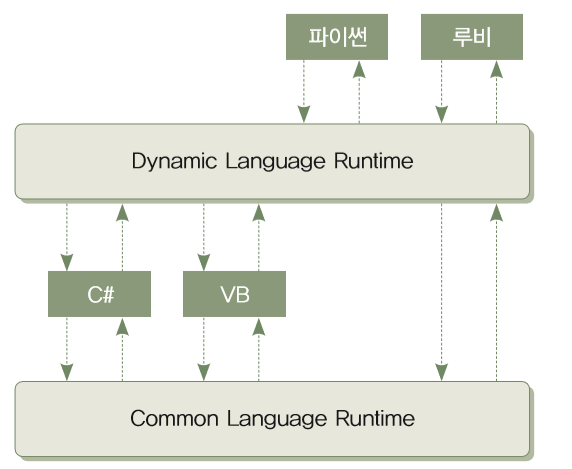 파이썬
루비
Dynamic Language Runtime
C#
VB
Common Language Runtime